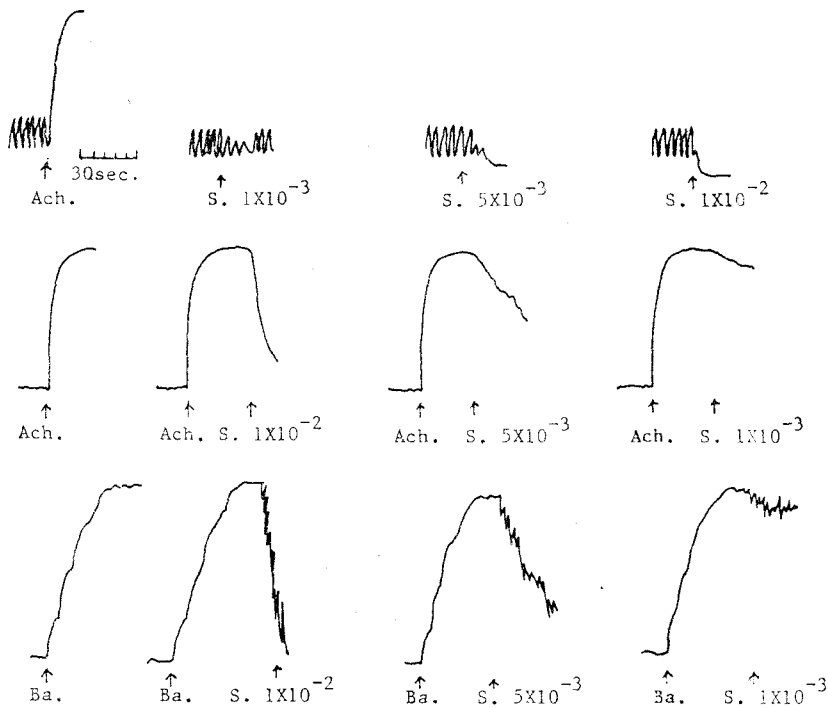 30sec.
Ach. S. 1X10⁻³ S. 5X10⁻³ S. 1X10⁻²
Ach. Ach. S. 1X10⁻² Ach. S. 5X10⁻³ Ach. S. 1X10⁻³
Ba. Ba. S. 1X10⁻² Ba. S. 5X10⁻³ Ba. S. 1X10⁻³